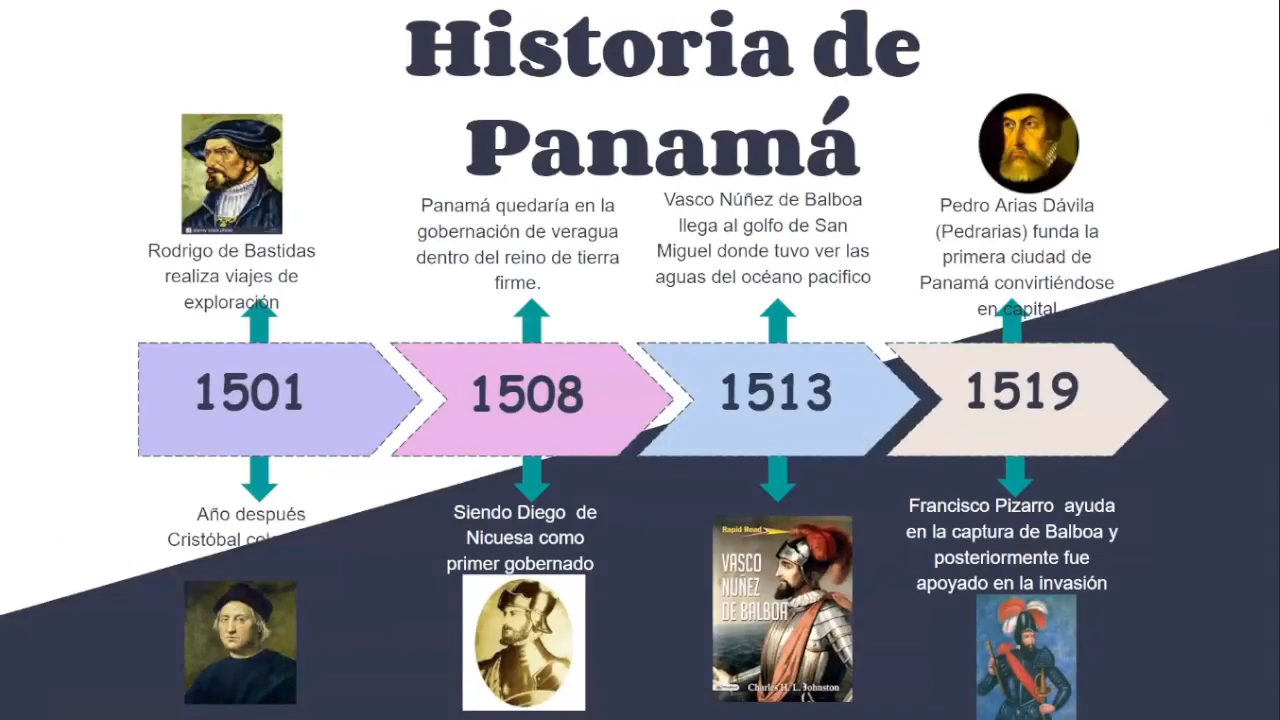 Historia de
Panamá
Rodrigo de Bastidas
realiza viajes de
exploración
Panamá quedaría en la
gobernación de veragua
dentro del reino de tierra
firme.
Vasco Núñez de Balboa
llega al golfo de San
Miguel donde tuvo ver las
aguas del océano pacifico
Pedro Arias Dávila
(Pedrarias) funda la
primera ciudad de
Panamá convirtiéndose
en capital
1501
1508
1513
1519
Año después
Cristóbal
Siendo Diego de
Nicuesa como
primer gobernado
Rapid Read
VASCO
NUÑEZ
DE BALBOA
Charles H. L. Johnston
Francisco Pizarro ayuda
en la captura de Balboa y
posteriormente fue
apoyado en la invasión